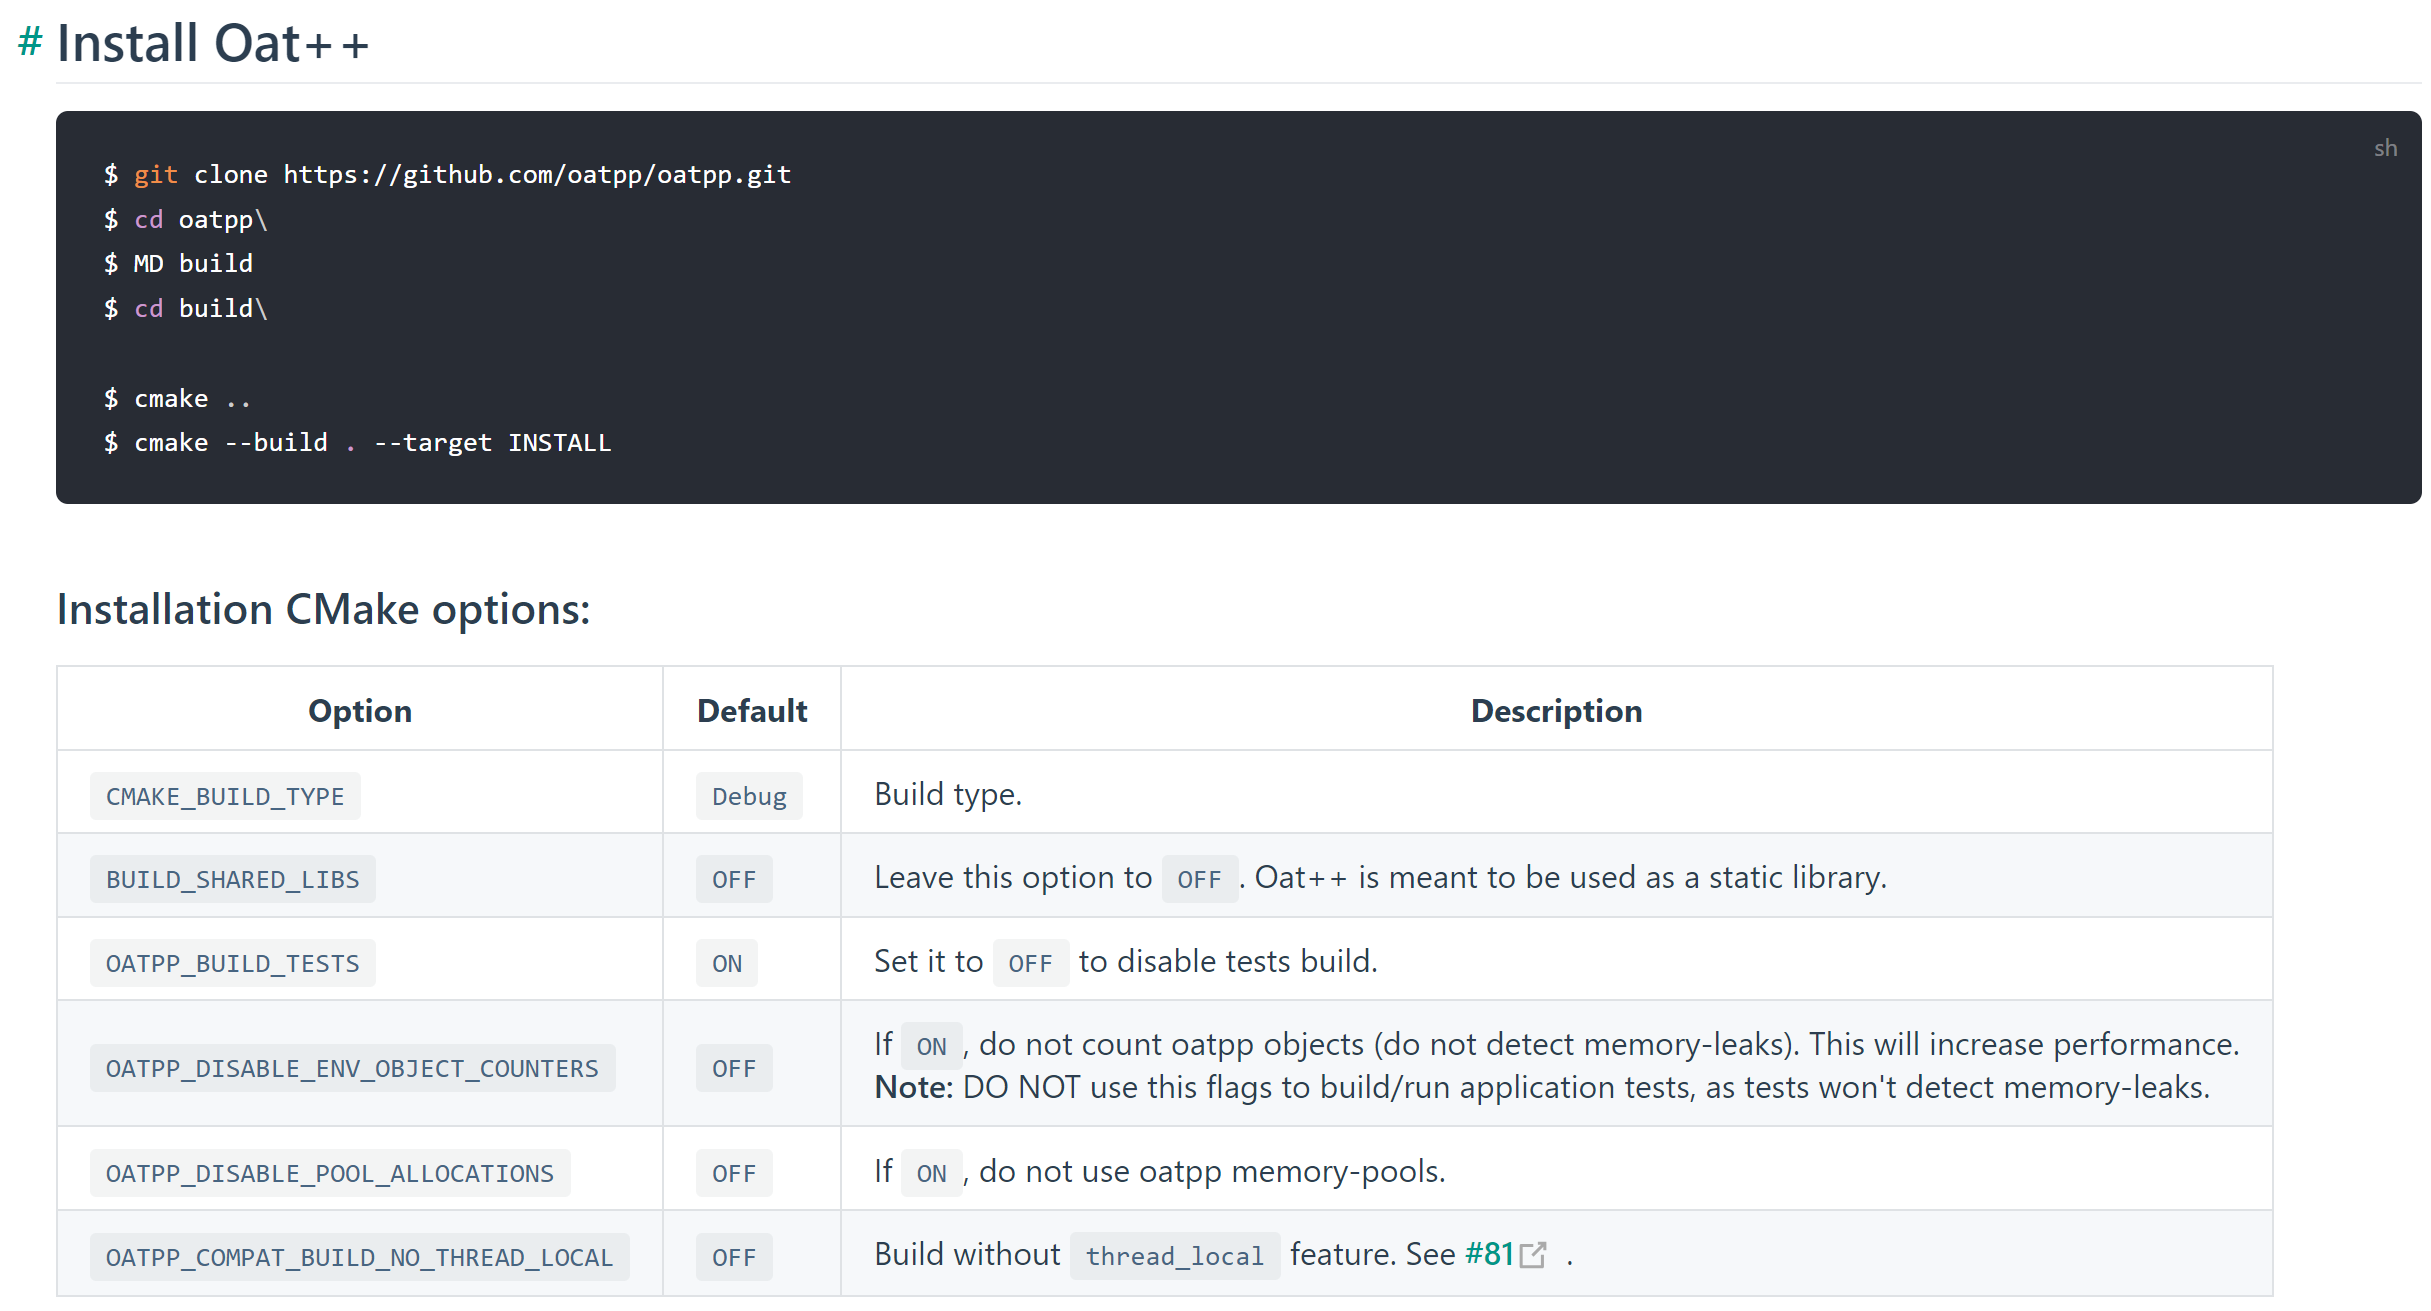 # Install Oat++
sh
$ git clone https://github.com/oatpp/oatpp.git
$ cd oatpp\
$ MD build
$ cd build\
$ cmake ..
$ cmake --build . --target INSTALL
Installation CMake options:
Option Default Description
CMAKE_BUILD_TYPE Debug Build type.
BUILD_SHARED_LIBS OFF Leave this option to OFF. Oat++ is meant to be used as a static library.
OATPP_BUILD_TESTS ON Set it to OFF to disable tests build.
OATPP_DISABLE_ENV_OBJECT_COUNTERS OFF If ON, do not count oatpp objects (do not detect memory-leaks). This will increase performance.
Note: DO NOT use this flags to build/run application tests, as tests won't detect memory-leaks.
OATPP_DISABLE_POOL_ALLOCATIONS OFF If ON, do not use oatpp memory-pools.
OATPP_COMPAT_BUILD_NO_THREAD_LOCAL OFF Build without thread_local feature. See #81 .